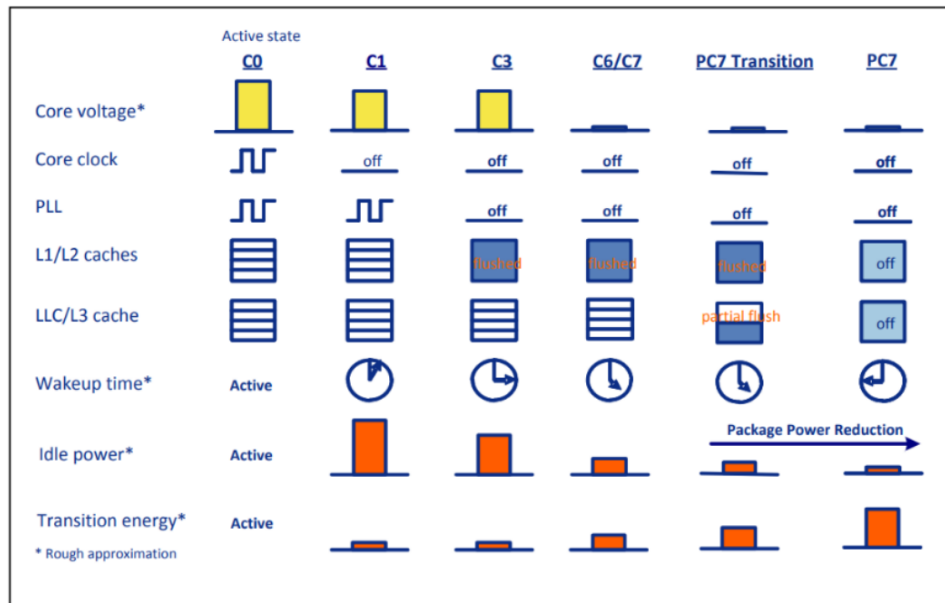 Active state
C0 C1 C3 C6/C7 PC7 Transition PC7
Core voltage*
Core clock off off off off off
PLL off off off off
L1/L2 caches flushed flushed flushed off
LLC/L3 cache partial flush off
Wakeup time* Active
Package Power Reduction
Idle power* Active
Transition energy* Active
* Rough approximation